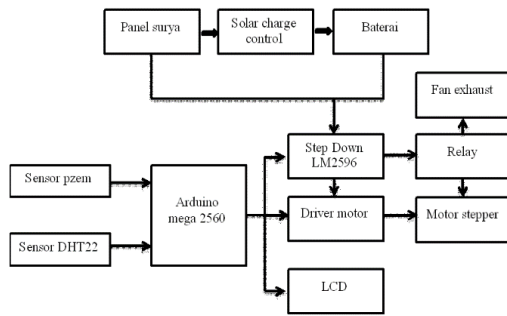 Panel surya
Solar charge
control
Baterai
Fan exhaust
Step Down
LM2596
Relay
Sensor pzem
Arduino
mega 2560
Driver motor
Motor stepper
Sensor DHT22
LCD